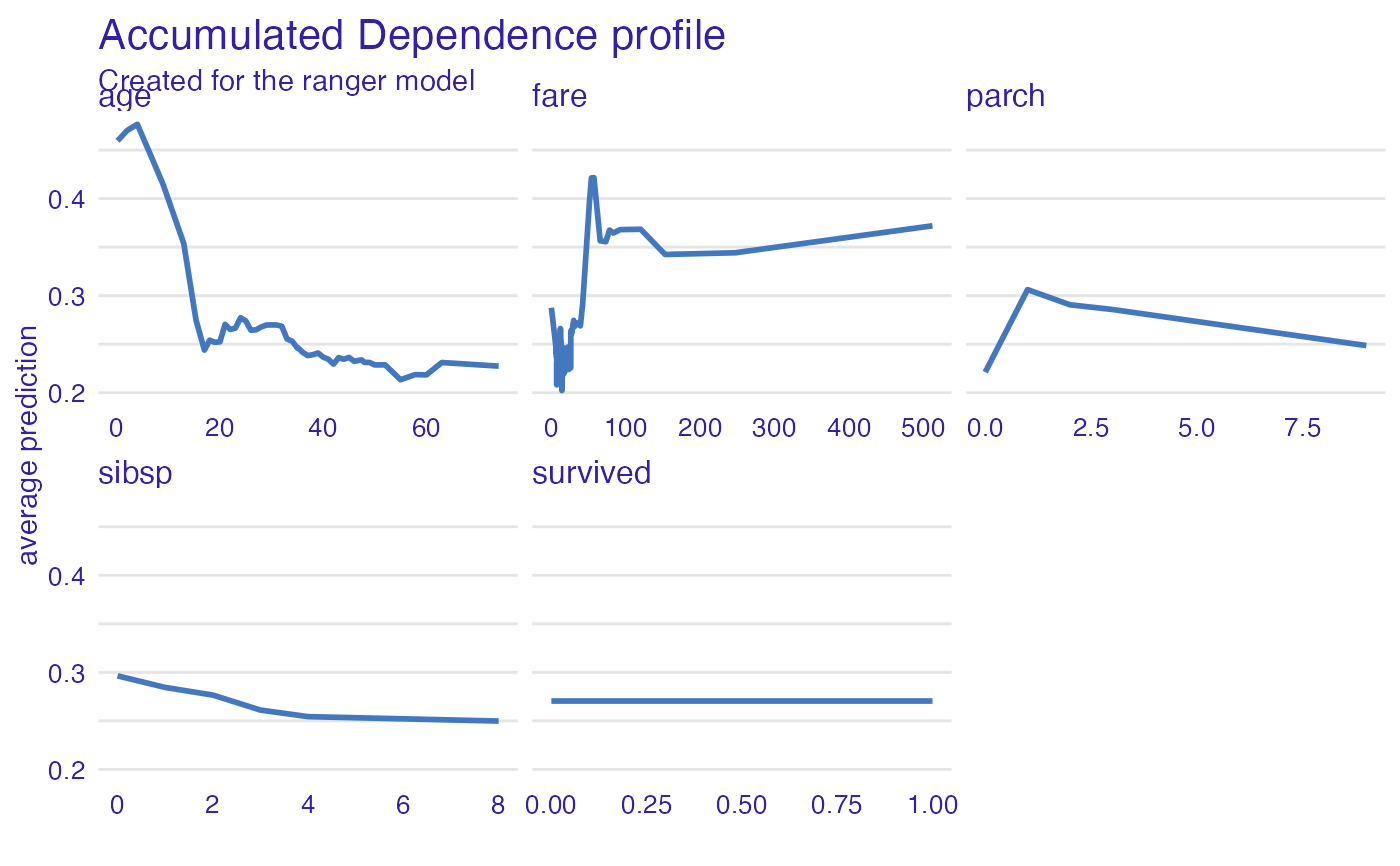 Accumulated Dependence profile
Created for the ranger model
age
fare
parch
average prediction
0.4
0.3
0.2
0 20 40 60
0 100 200 300 400 500
0.0 2.5 5.0 7.5
sibsp
survived
0.4
0.3
0.2
0 2 4 6 8
0.00 0.25 0.50 0.75 1.00